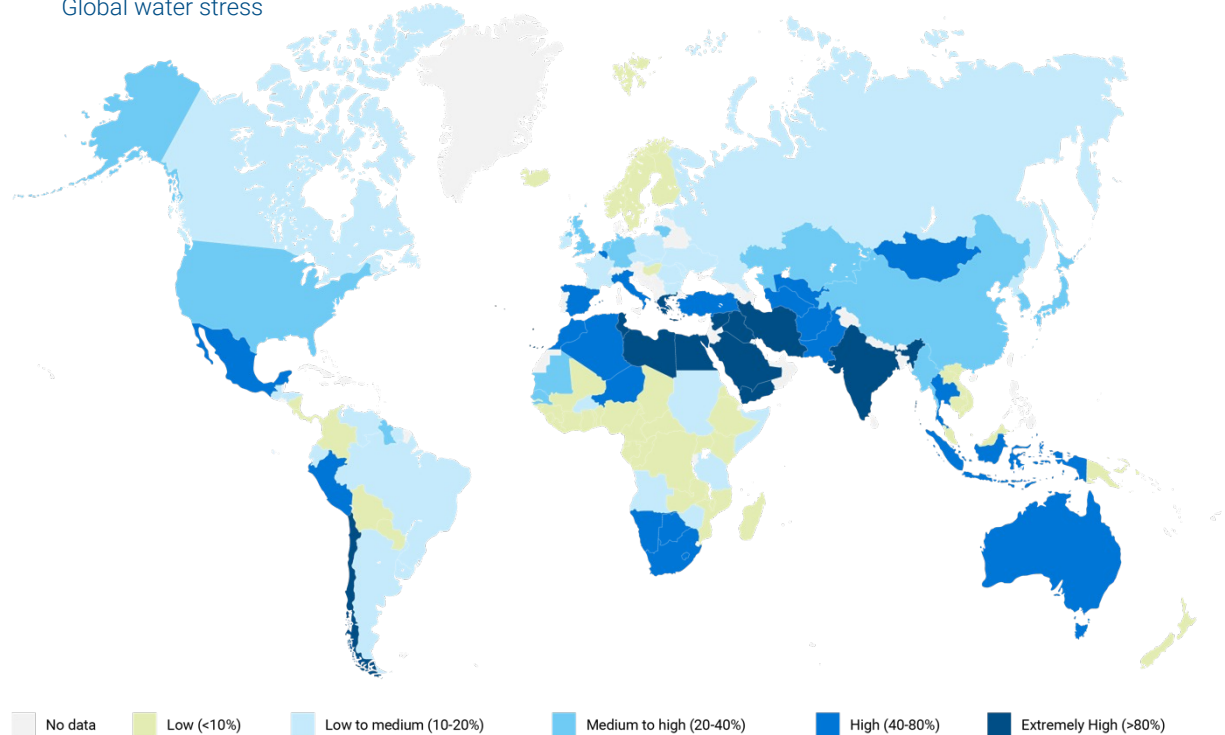 Global water stress
No data
Low (<10%)
Low to medium (10-20%)
Medium to high (20-40%)
High (40-80%)
Extremely High (>80%)